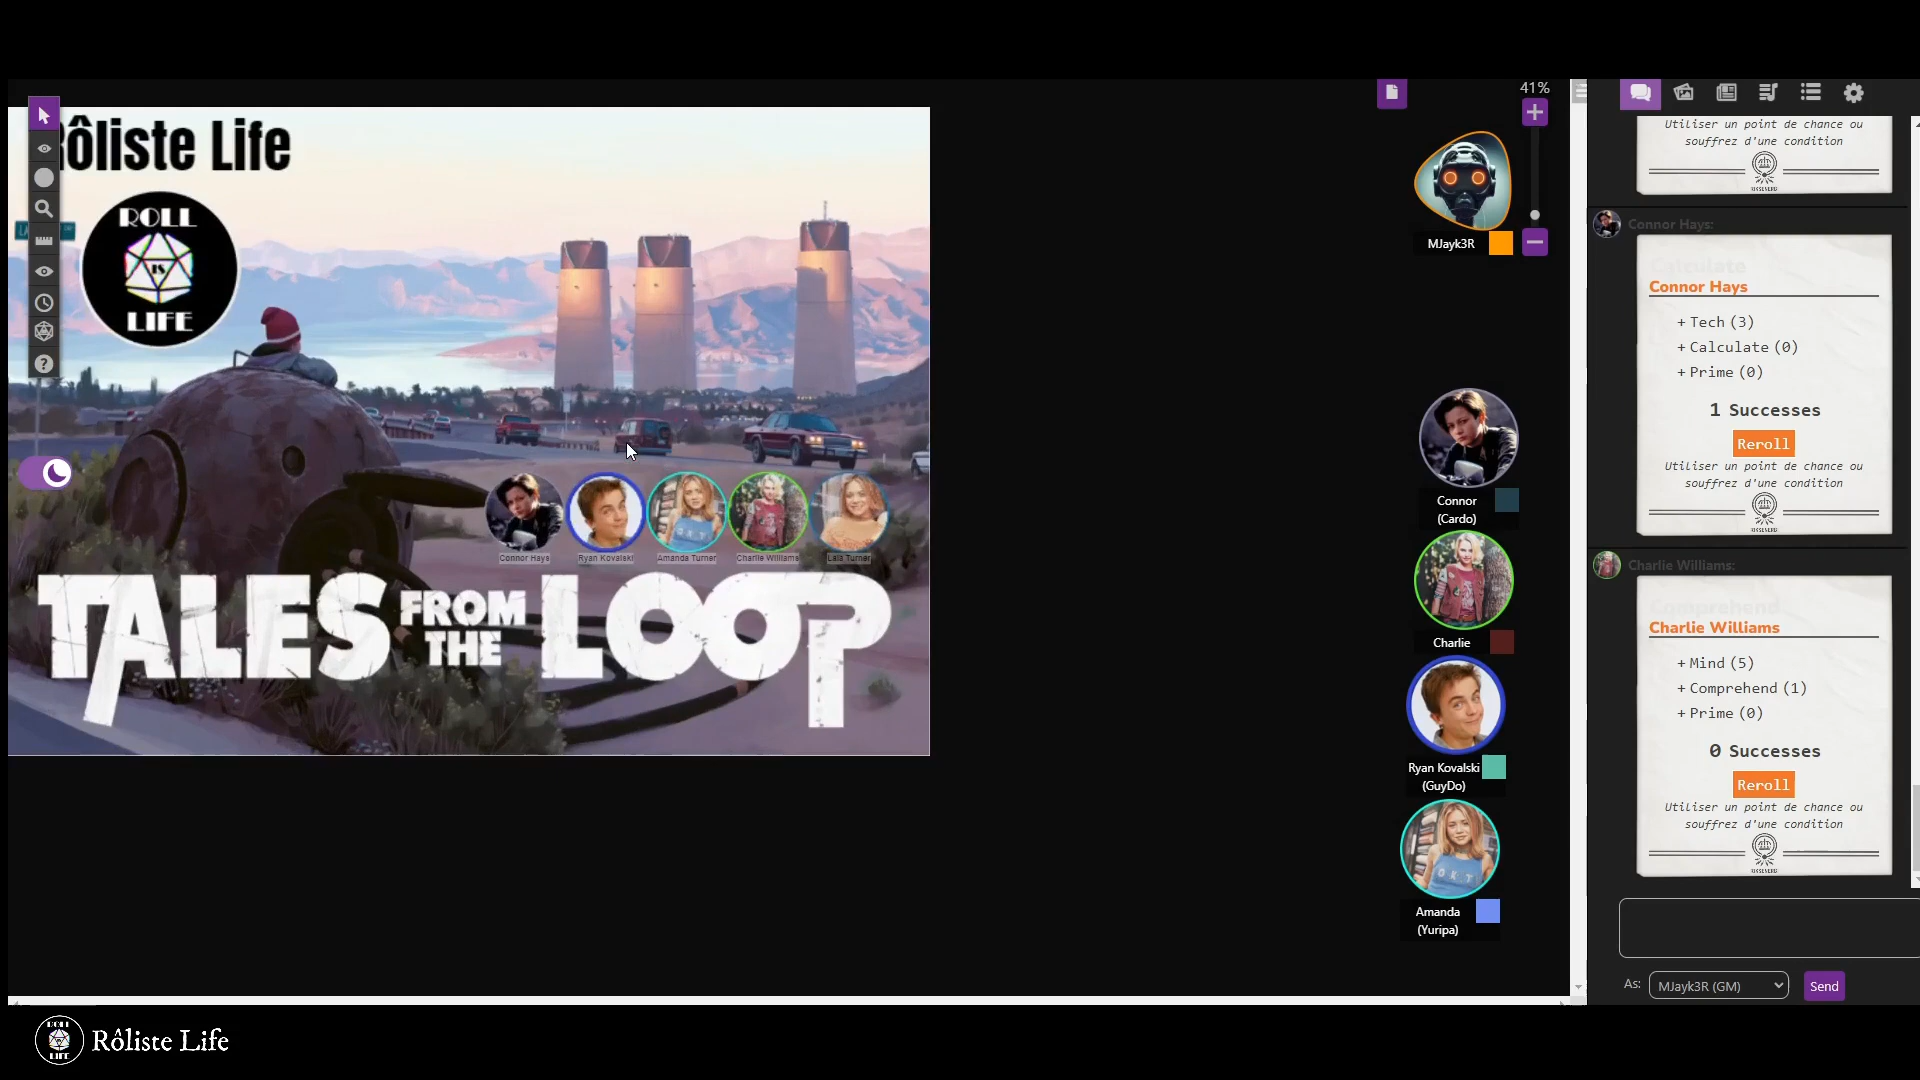 Rôliste Life
ROLL
IS
LIFE
Connor Hays
Ryan Kovalski
Amanda Turner
Charlie Williams
Lala Turner
TALES FROM THE LOOP
41%
MJayk3R
Connor
(Cardo)
Charlie
Ryan Kovalski
(GuyDo)
Amanda
(Yuripa)
Utiliser un point de chance ou
souffrez d'une condition
Connor Hays:
Calculate
Connor Hays
+ Tech (3)
+ Calculate (0)
+ Prime (0)
1 Successes
Reroll
Utiliser un point de chance ou
souffrez d'une condition
Charlie Williams:
Comprehend
Charlie Williams
+ Mind (5)
+ Comprehend (1)
+ Prime (0)
0 Successes
Reroll
Utiliser un point de chance ou
souffrez d'une condition
As:
MJayk3R (GM)
Send
ROLL
LIFE
Rôliste Life